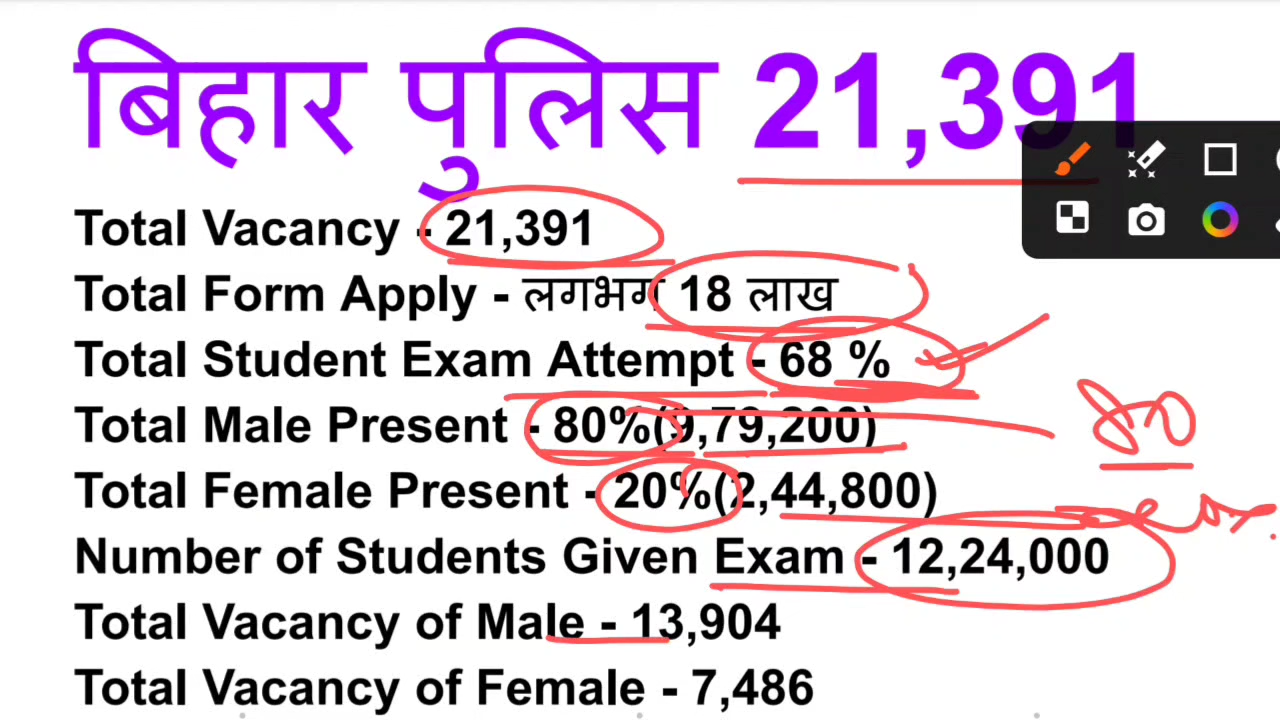 बिहार पुलिस 21,391
Total Vacancy - 21,391
Total Form Apply - लगभग 18 लाख
Total Student Exam Attempt - 68 %
Total Male Present - 80%(9,79,200)
Total Female Present - 20%(2,44,800)
Number of Students Given Exam - 12,24,000
Total Vacancy of Male - 13,904
Total Vacancy of Female - 7,486